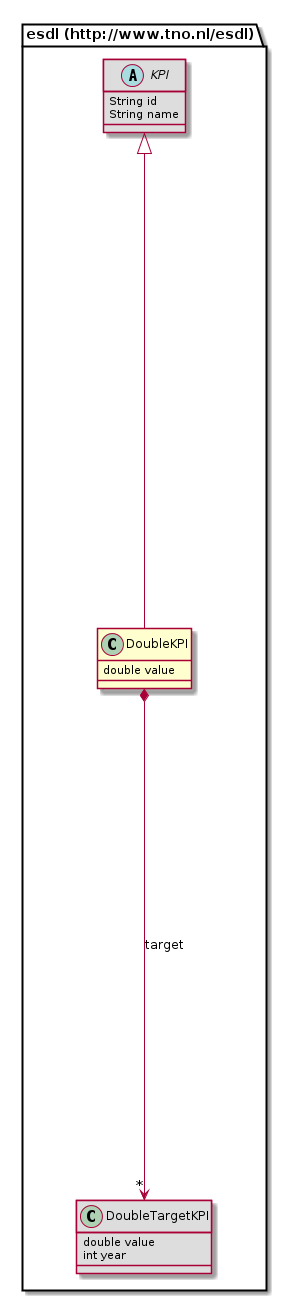 esdl (http://www.tno.nl/esdl)
A KPI
String id
String name
C DoubleKPI
double value
target
*
C DoubleTargetKPI
double value
int year